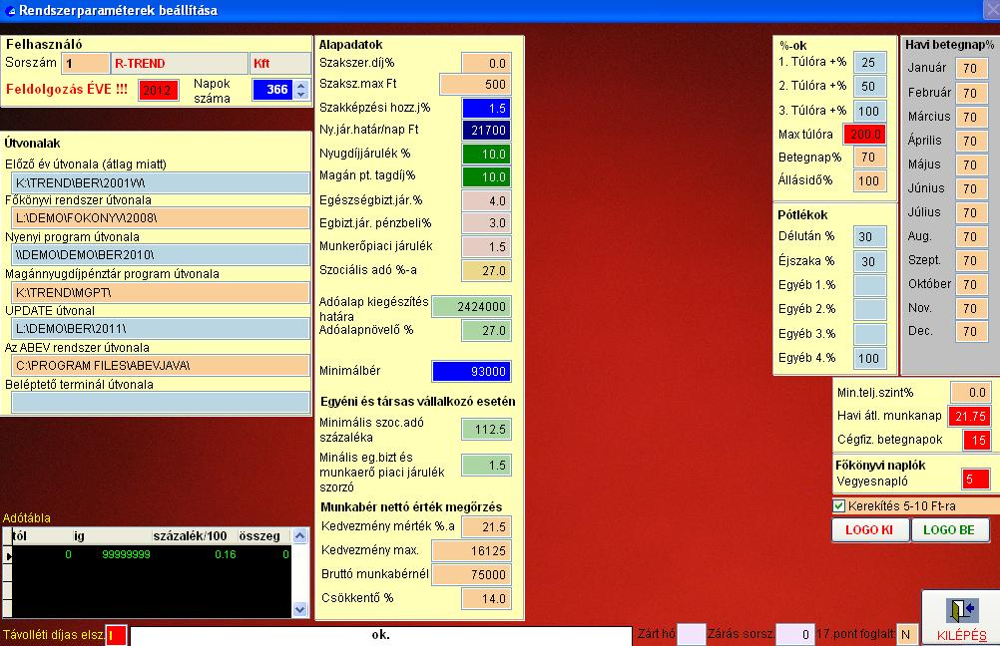 Rendszerparaméterek beállítása
Felhasználó
Sorszám 1 R-TREND Kft
Feldolgozás ÉVE !!! 2012 Napok száma 366
Útvonalak
Előző év útvonala (átlag miatt)
K:\TREND\BER\2001W\
Főkönyvi rendszer útvonala
L:\DEMO\FOKONYV\2008\
Nyenyi program útvonala
\\DEMO\DEMO\BER2010\
Magánnyugdíjpénztár program útvonala
K:\TREND\MGPT\
UPDATE útvonal
L:\DEMO\BER\2011\
Az ABEV rendszer útvonala
C:\PROGRAM FILES\ABEVJAVA\
Beléptető terminál útvonala
Adótábla
tól ig százalék/100 összeg
0 99999999 0.16 0
Távolléti díjas elsz. I
Alapadatok
Szakszer.díj% 0.0
Szaksz.max Ft 500
Szakképzési hozz.j% 1.5
Ny.jár.határ/nap Ft 21700
Nyugdíjjárulék % 10.0
Magán pt. tagdíj% 10.0
Egészségbizt.jár.% 4.0
Egbizt.jár. pénzbeli% 3.0
Munkerőpiaci járulék 1.5
Szociális adó %-a 27.0
Adóalap kiegészítés
határa 2424000
Adóalapnövelő % 27.0
Minimálbér 93000
Egyéni és társas vállalkozó esetén
Minimális szoc.adó
százaléka 112.5
Minális eg.bizt és
munkaerő piaci járulék 1.5
szorzó
Munkabér nettó érték megőrzés
Kedvezmény mérték %.a 21.5
Kedvezmény max. 16125
Bruttó munkabérnél 75000
Csökkentő % 14.0
ok.
%-ok
1. Túlóra +% 25
2. Túlóra +% 50
3. Túlóra +% 100
Max túlóra 200.0
Betegnap% 70
Állásidő% 100
Pótlékok
Délután % 30
Éjszaka % 30
Egyéb 1.%
Egyéb 2.%
Egyéb 3.%
Egyéb 4.% 100
Havi betegnap%
Január 70
Február 70
Március 70
Április 70
Május 70
Június 70
Július 70
Aug. 70
Szept. 70
Október 70
Nov. 70
Dec. 70
Min.telj.szint% 0.0
Havi átl. munkanap 21.75
Cégfiz. betegnapok 15
Főkönyvi naplók
Vegyesnapló 5
Kerekítés 5-10 Ft-ra
LOGO KI LOGO BE
Zárt hó Zárás sorsz. 0 17.pont foglalt N
KILÉPÉS